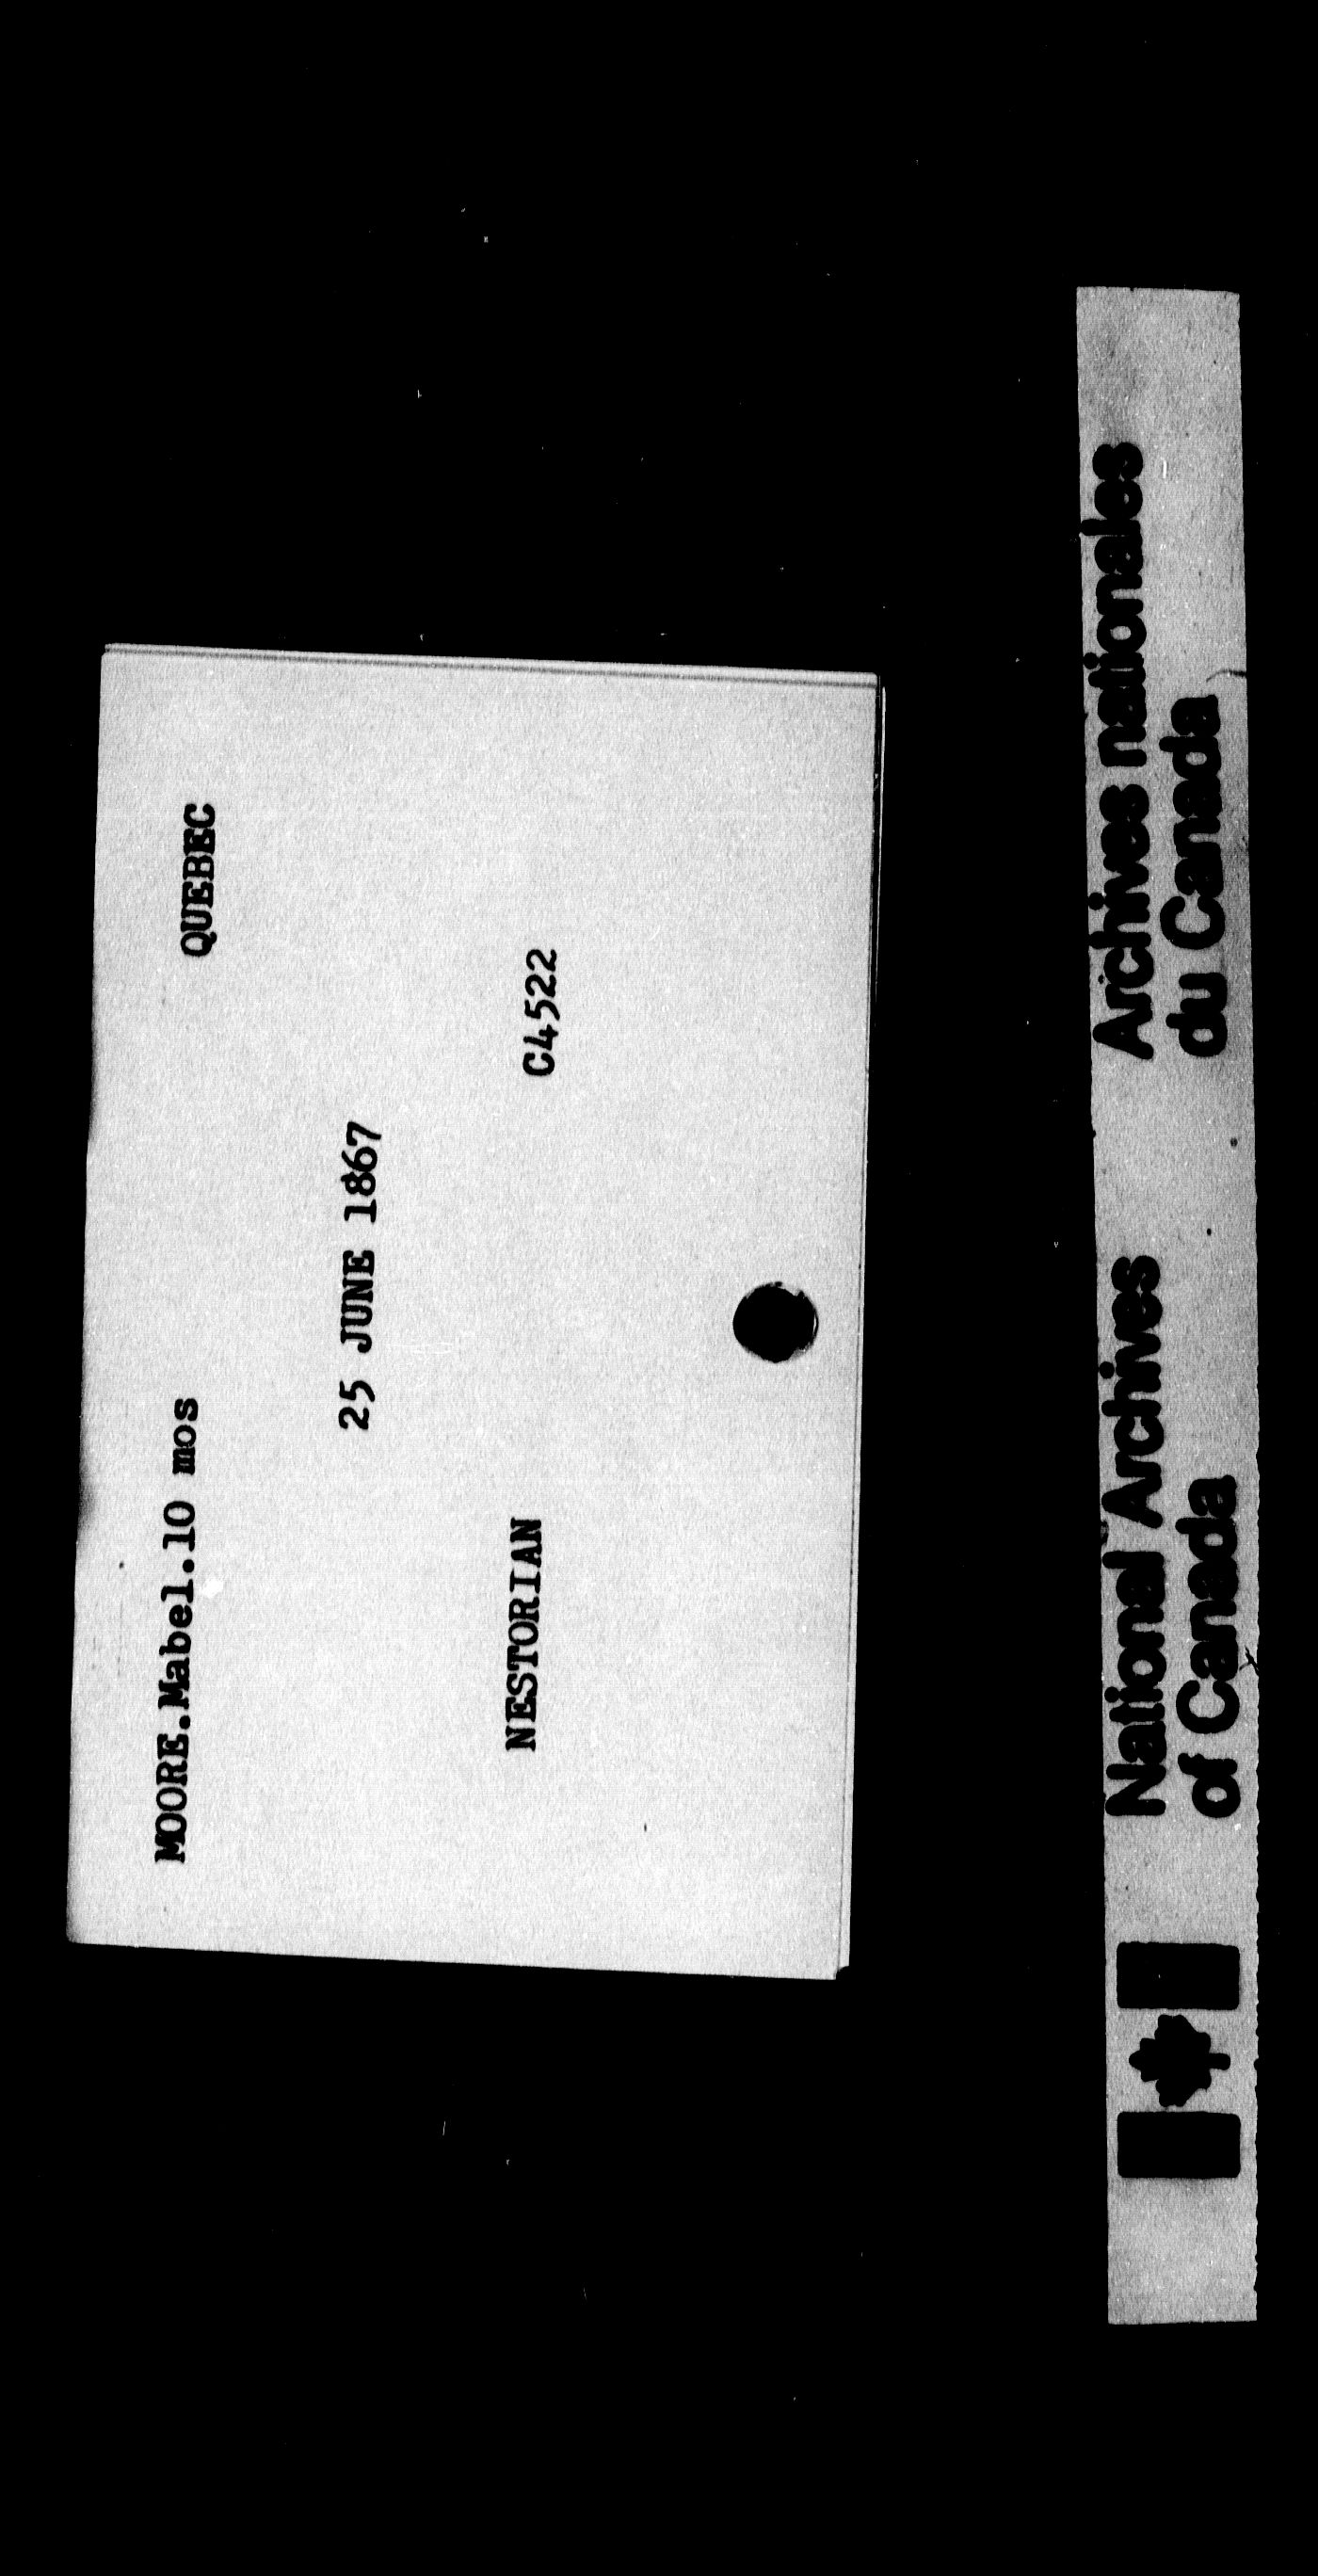 MOORE.Mabel.10 mos QUEBEC
25 JUNE 1867
NESTORIAN C4522
National Archives Archives nationales
of Canada du Canada